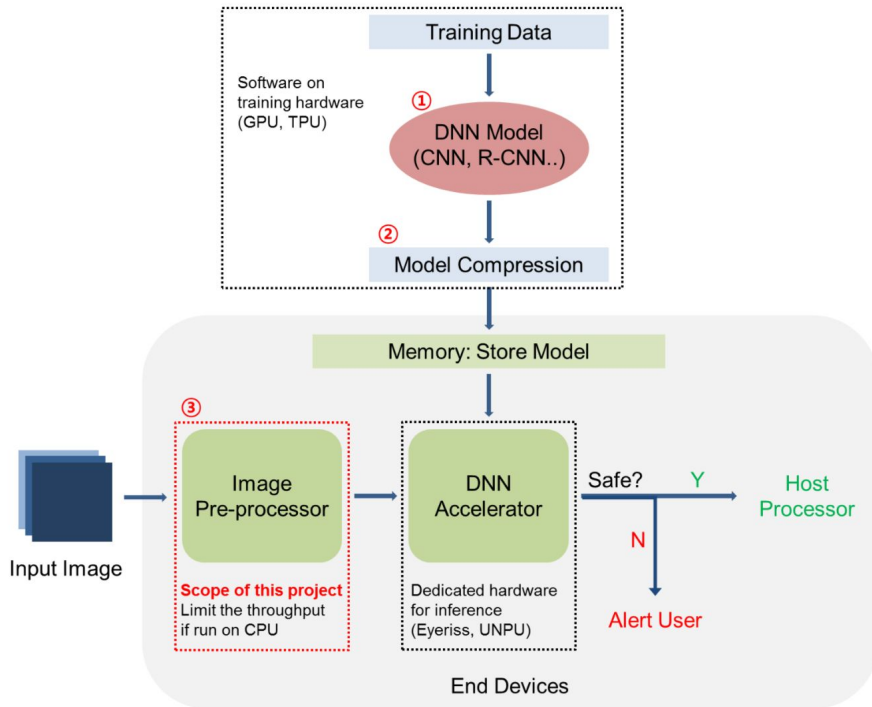 Training Data
Software on
training hardware
(GPU, TPU)
①
DNN Model
(CNN, R-CNN..)
②
Model Compression
Memory: Store Model
③
Image
Pre-processor
DNN
Accelerator
Safe?
Y
N
Host
Processor
Input Image
Scope of this project
Limit the throughput
if run on CPU
Dedicated hardware
for inference
(Eyeriss, UNPU)
Alert User
End Devices